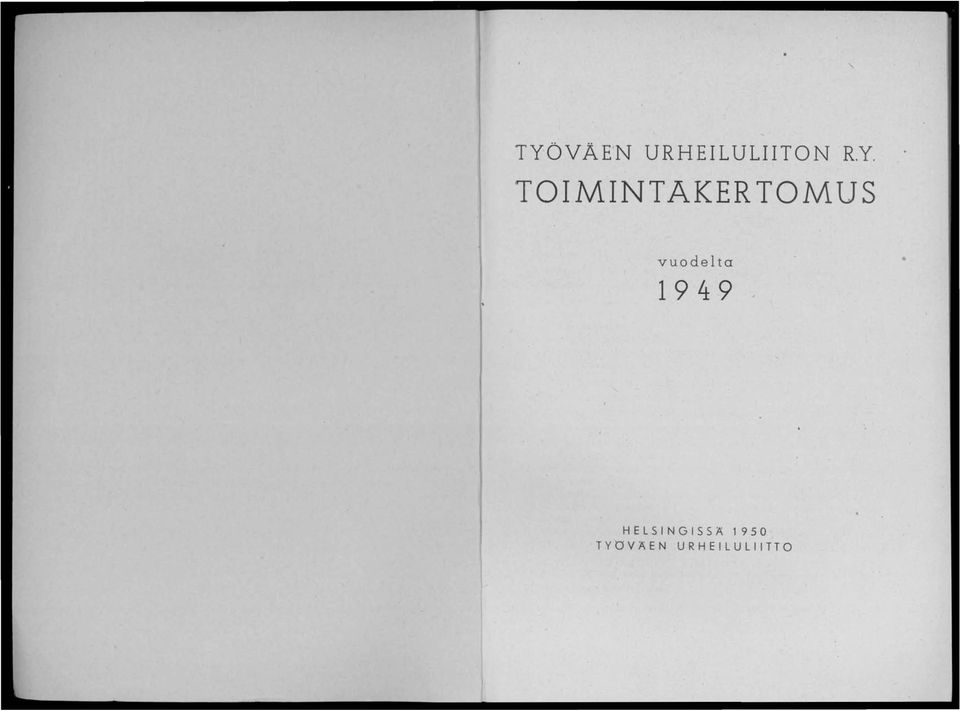 TYÖVÄEN URHEILULIITON R.Y.
TOIMINTAKERTOMUS
vuodelta
1949
HELSINGISSÄ 1950
TYÖVÄEN URHEILULIITTO